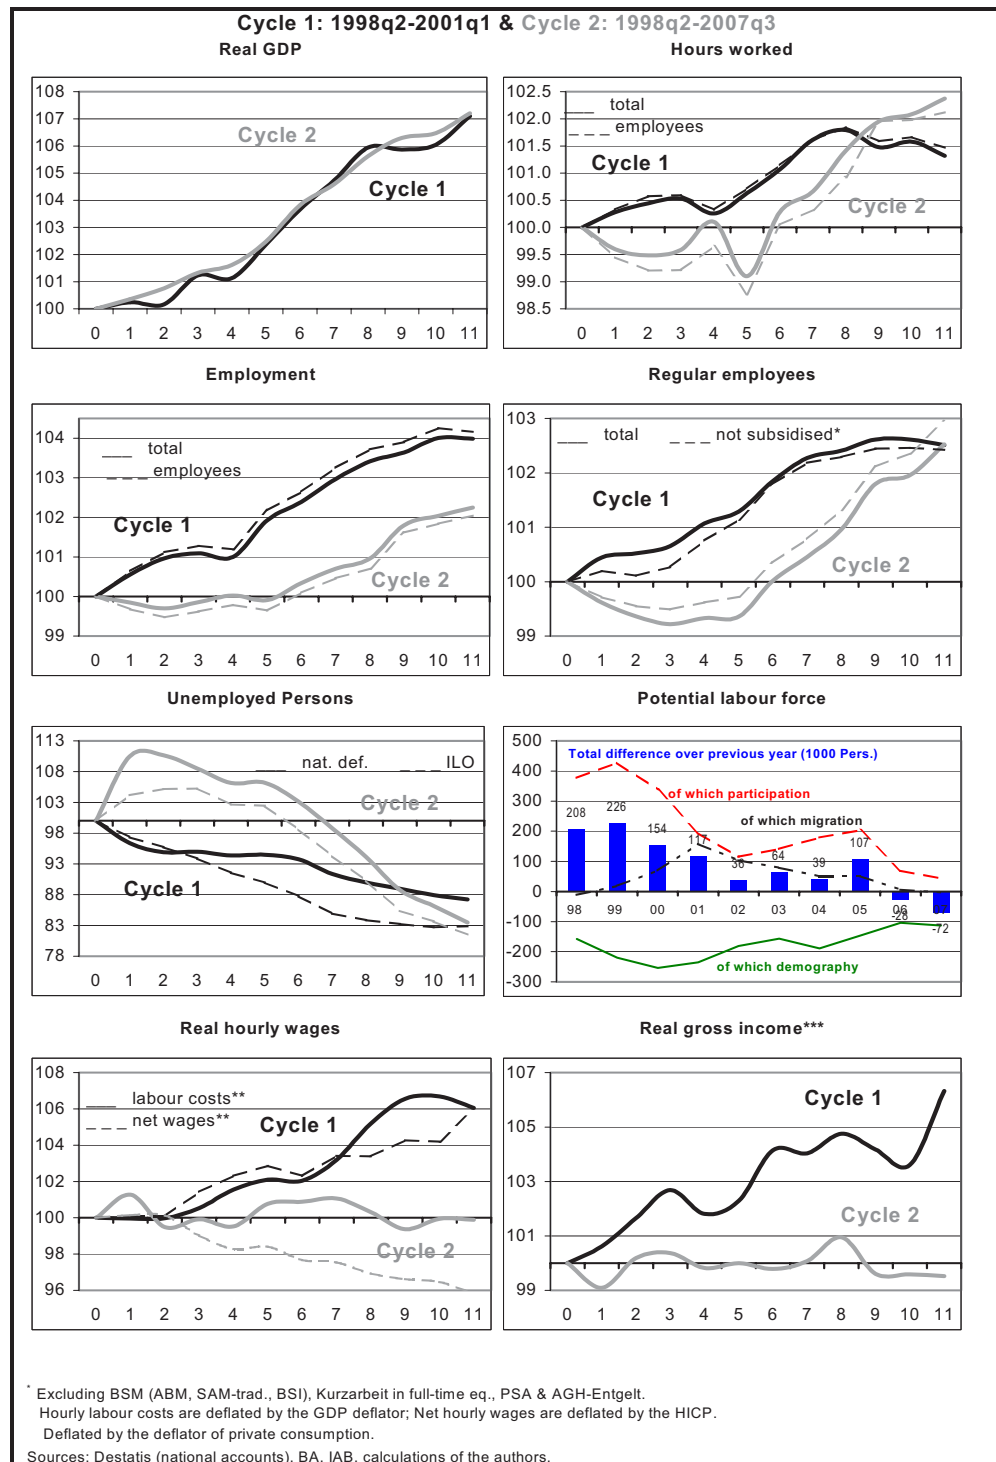 Cycle 1: 1998q2-2001q1 & Cycle 2: 1998q2-2007q3
Real GDP
108
107
106
105
104
103
102
101
100
0 1 2 3 4 5 6 7 8 9 10 11
Cycle 2
Cycle 1
Hours worked
102.5
102.0
101.5
101.0
100.5
100.0
99.5
99.0
98.5
0 1 2 3 4 5 6 7 8 9 10 11
total
employees
Cycle 1
Cycle 2
Employment
104
103
102
101
100
99
0 1 2 3 4 5 6 7 8 9 10 11
total
employees
Cycle 1
Cycle 2
Regular employees
103
102
101
100
99
0 1 2 3 4 5 6 7 8 9 10 11
total not subsidised*
Cycle 1
Cycle 2
Unemployed Persons
113
108
103
98
93
88
83
78
0 1 2 3 4 5 6 7 8 9 10 11
nat. def. ILO
Cycle 2
Cycle 1
Potential labour force
500
400
300
200
100
0
-100
-200
-300
Total difference over previous year (1000 Pers.)
of which participation
of which migration
208 226 154 117 36 64 39 107 -28 -72
98 99 00 01 02 03 04 05 06
of which demography
Real hourly wages
108
106
104
102
100
98
96
0 1 2 3 4 5 6 7 8 9 10 11
labour costs**
net wages**
Cycle 1
Cycle 2
Real gross income***
107
105
103
101
99
0 1 2 3 4 5 6 7 8 9 10 11
Cycle 1
Cycle 2
* Excluding BSM (ABM, SAM-trad., BSI), Kurzarbeit in full-time eq., PSA & AGH-Entgelt.
Hourly labour costs are deflated by the GDP deflator; Net hourly wages are deflated by the HICP.
Deflated by the deflator of private consumption.
Sources: Destatis (national accounts), BA, IAB, calculations of the authors.